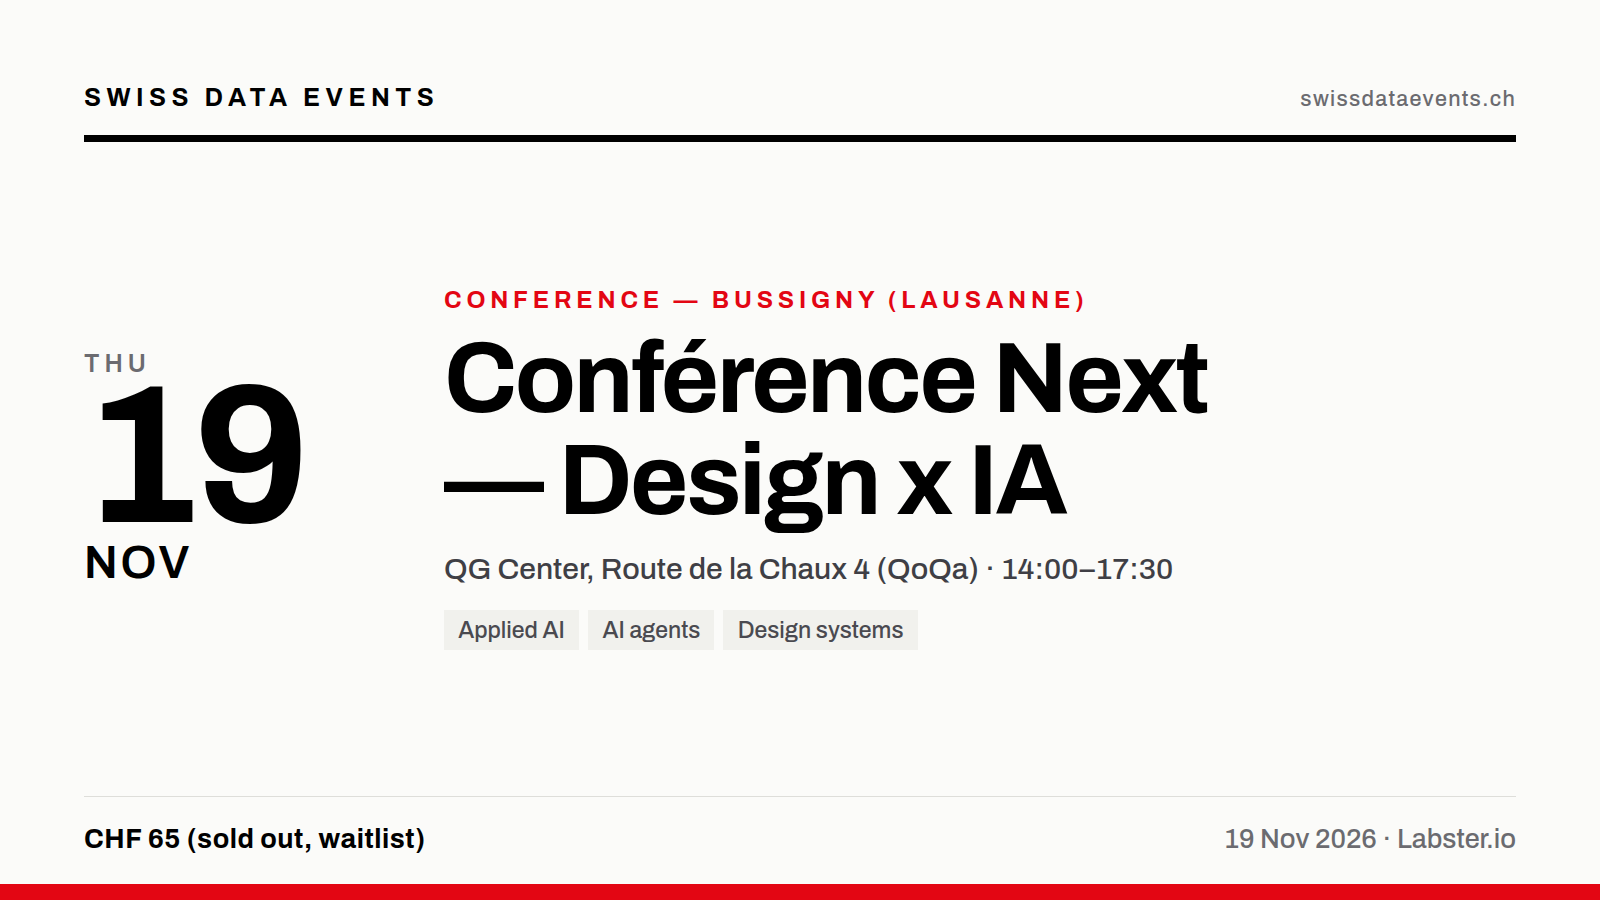 SWISS DATA EVENTS
swissdataevents.ch
THU
19
NOV
CONFERENCE — BUSSIGNY (LAUSANNE)
Conférence Next
— Design x IA
QG Center, Route de la Chaux 4 (QoQa) · 14:00–17:30
Applied AI
AI agents
Design systems
CHF 65 (sold out, waitlist)
19 Nov 2026 · Labster.io